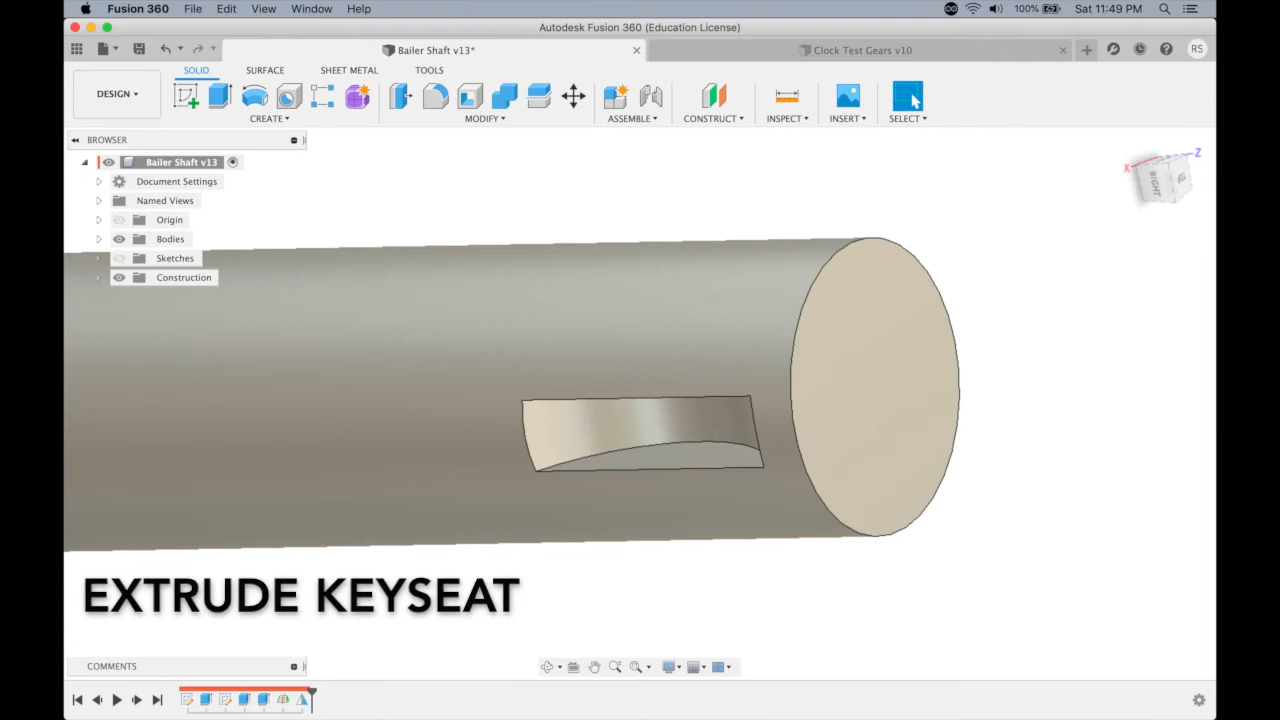 Fusion 360 File Edit View Window Help 100% Sat 11:49 PM
Autodesk Fusion 360 (Education License)
Bailer Shaft v13* Clock Test Gears v10 RS
SOLID SURFACE SHEET METAL TOOLS
DESIGN
CREATE MODIFY ASSEMBLE CONSTRUCT INSPECT INSERT SELECT
BROWSER
Bailer Shaft v13
Document Settings
Named Views
Origin
Bodies
Sketches
Construction
X Z
RIGHT
EXTRUDE KEYSEAT
COMMENTS